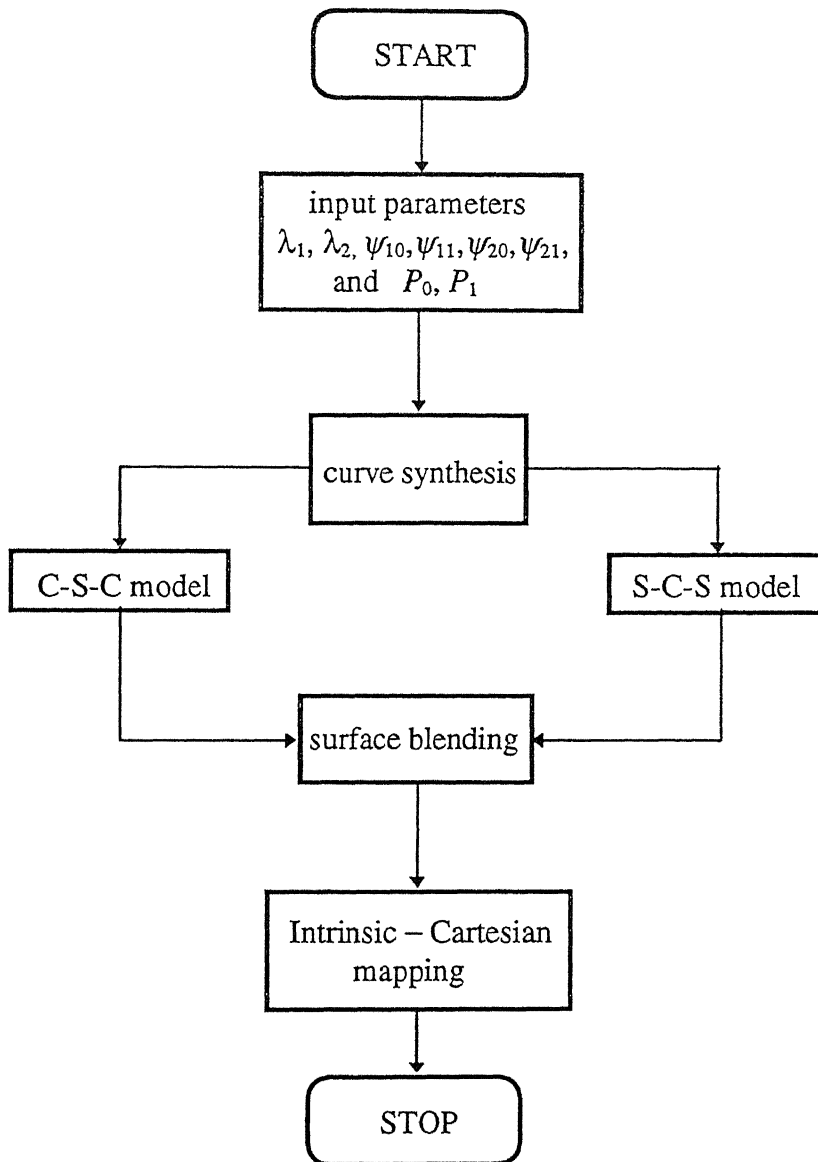 START
input parameters
λ₁, λ₂, ψ₁₀, ψ₁₁, ψ₂₀, ψ₂₁,
and P₀, P₁
curve synthesis
C-S-C model
S-C-S model
surface blending
Intrinsic – Cartesian
mapping
STOP